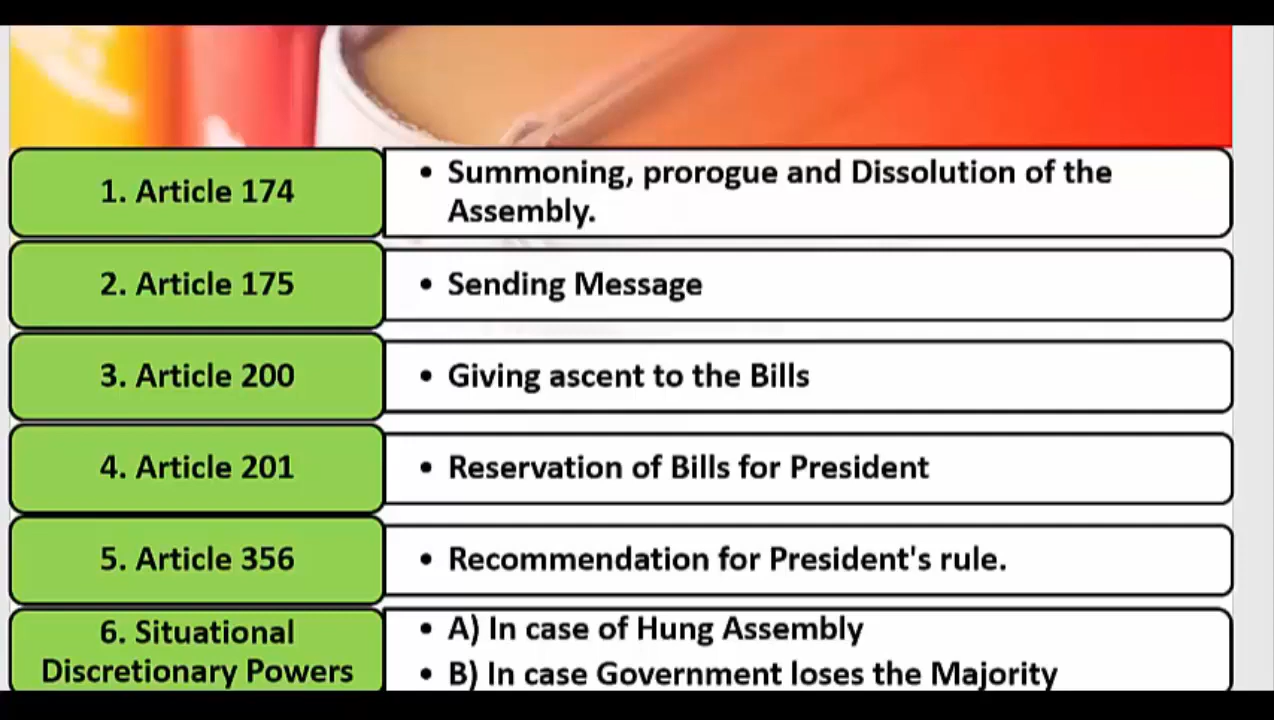 1. Article 174
• Summoning, prorogue and Dissolution of the
Assembly.
2. Article 175
• Sending Message
3. Article 200
• Giving ascent to the Bills
4. Article 201
• Reservation of Bills for President
5. Article 356
• Recommendation for President's rule.
6. Situational
Discretionary Powers
• A) In case of Hung Assembly
• B) In case Government loses the Majority